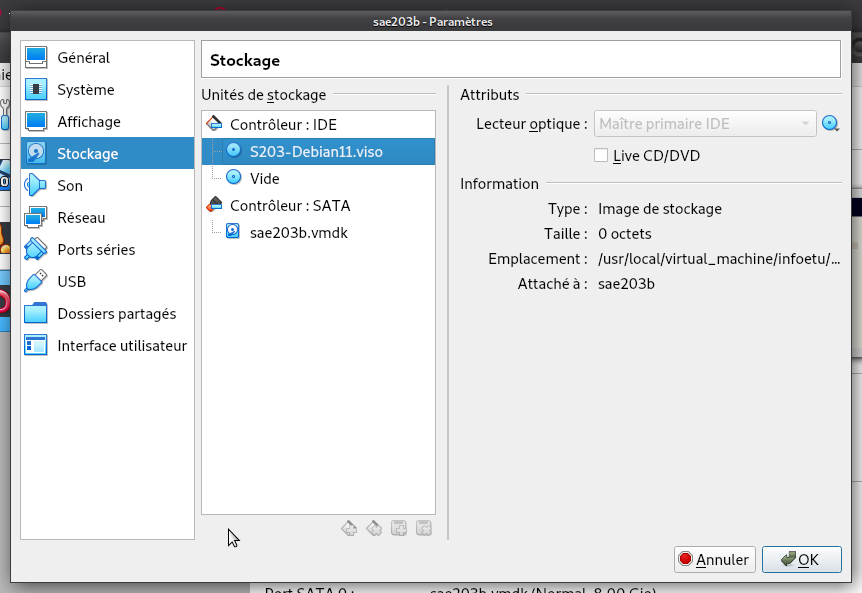 sae203b - Paramètres
Général
Système
Affichage
Stockage
Son
Réseau
Ports séries
USB
Dossiers partagés
Interface utilisateur
Stockage
Unités de stockage
Contrôleur : IDE
S203-Debian11.viso
Vide
Contrôleur : SATA
sae203b.vmdk
Attributs
Lecteur optique : Maître primaire IDE
Live CD/DVD
Information
Type : Image de stockage
Taille : 0 octets
Emplacement : /usr/local/virtual_machine/infoetu/...
Attaché à : sae203b
Annuler
OK
Port SATA 0 : sae203b.vmdk (Normal, 8,00 Gio)